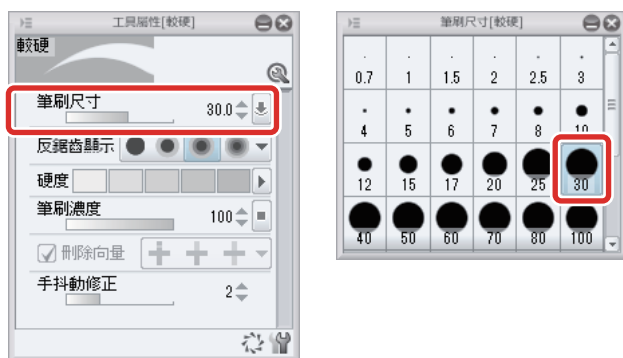 工具屬性[較硬]
較硬
筆刷尺寸 30.0
反鋸齒顯示
硬度
筆刷濃度 100
刪除向量
手抖動修正 2
筆刷尺寸[較硬]
0.7 1 1.5 2 2.5 3
4 5 6 7 8 10
12 15 17 20 25 30
40 50 60 70 80 100